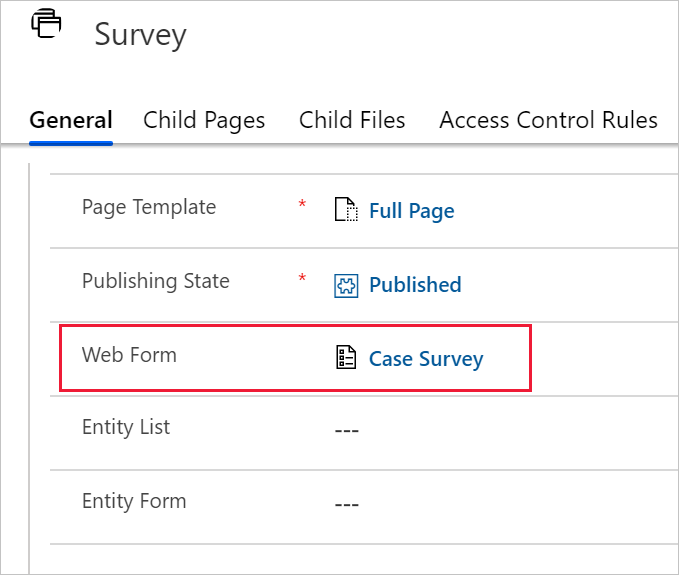 Survey
General Child Pages Child Files Access Control Rules
Page Template * Full Page
Publishing State * Published
Web Form Case Survey
Entity List ---
Entity Form ---